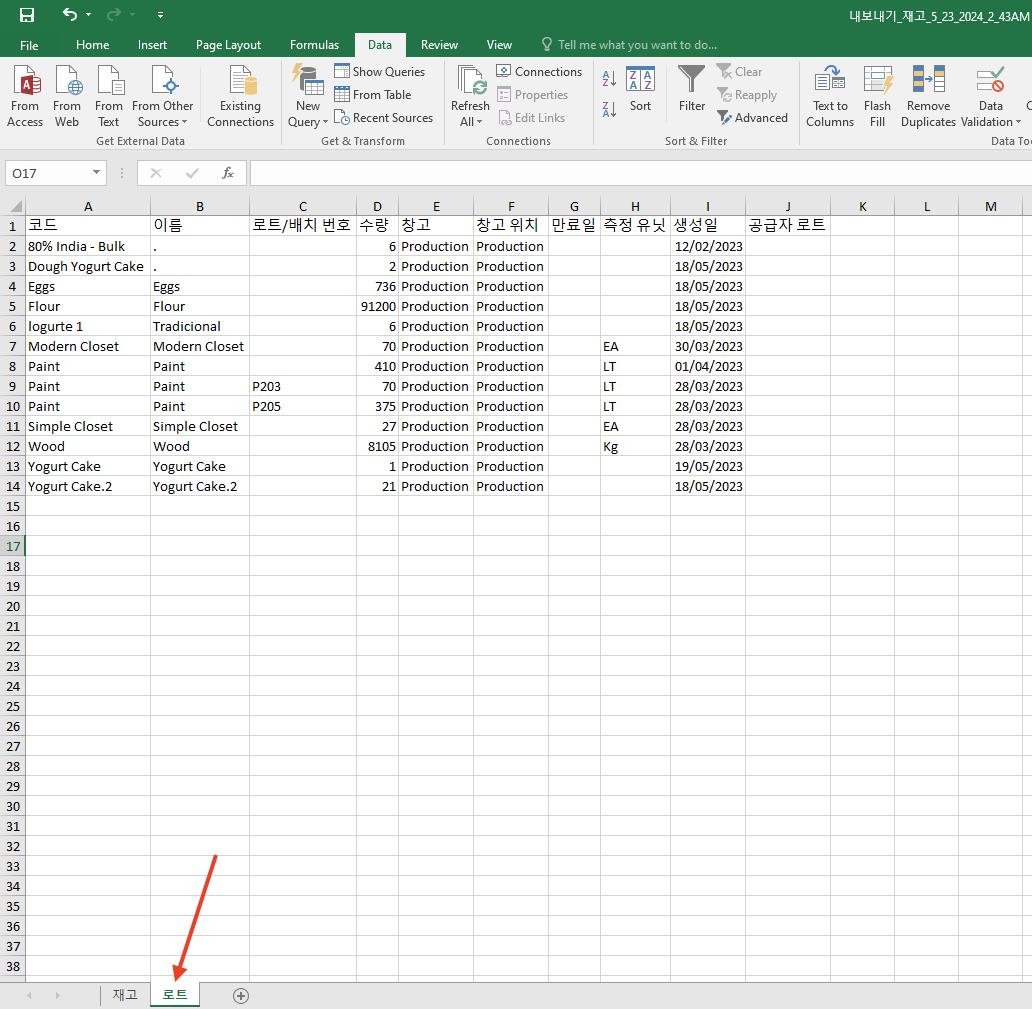 내보내기_재고_5_23_2024_2_43AM
File Home Insert Page Layout Formulas Data Review View Tell me what you want to do...
From Access From Web From Text From Other Sources Existing Connections
Get External Data
New Query Show Queries From Table Recent Sources
Get & Transform
Refresh All Connections Properties Edit Links
Connections
Sort Filter Clear Reapply Advanced
Sort & Filter
Text to Columns Flash Fill Remove Duplicates Data Validation
Data To
O17 fx
A B C D E F G H I J K L M
1 코드 이름 로트/배치 번호 수량 창고 창고 위치 만료일 측정 유닛 생성일 공급자 로트
2 80% India - Bulk . 6 Production Production 12/02/2023
3 Dough Yogurt Cake . 2 Production Production 18/05/2023
4 Eggs Eggs 736 Production Production 18/05/2023
5 Flour Flour 91200 Production Production 18/05/2023
6 Iogurte 1 Tradicional 6 Production Production 18/05/2023
7 Modern Closet Modern Closet 70 Production Production EA 30/03/2023
8 Paint Paint 410 Production Production LT 01/04/2023
9 Paint Paint P203 70 Production Production LT 28/03/2023
10 Paint Paint P205 375 Production Production LT 28/03/2023
11 Simple Closet Simple Closet 27 Production Production EA 28/03/2023
12 Wood Wood 8105 Production Production Kg 28/03/2023
13 Yogurt Cake Yogurt Cake 1 Production Production 19/05/2023
14 Yogurt Cake.2 Yogurt Cake.2 21 Production Production 18/05/2023
15
16
17
18
19
20
21
22
23
24
25
26
27
28
29
30
31
32
33
34
35
36
37
38
재고 로트